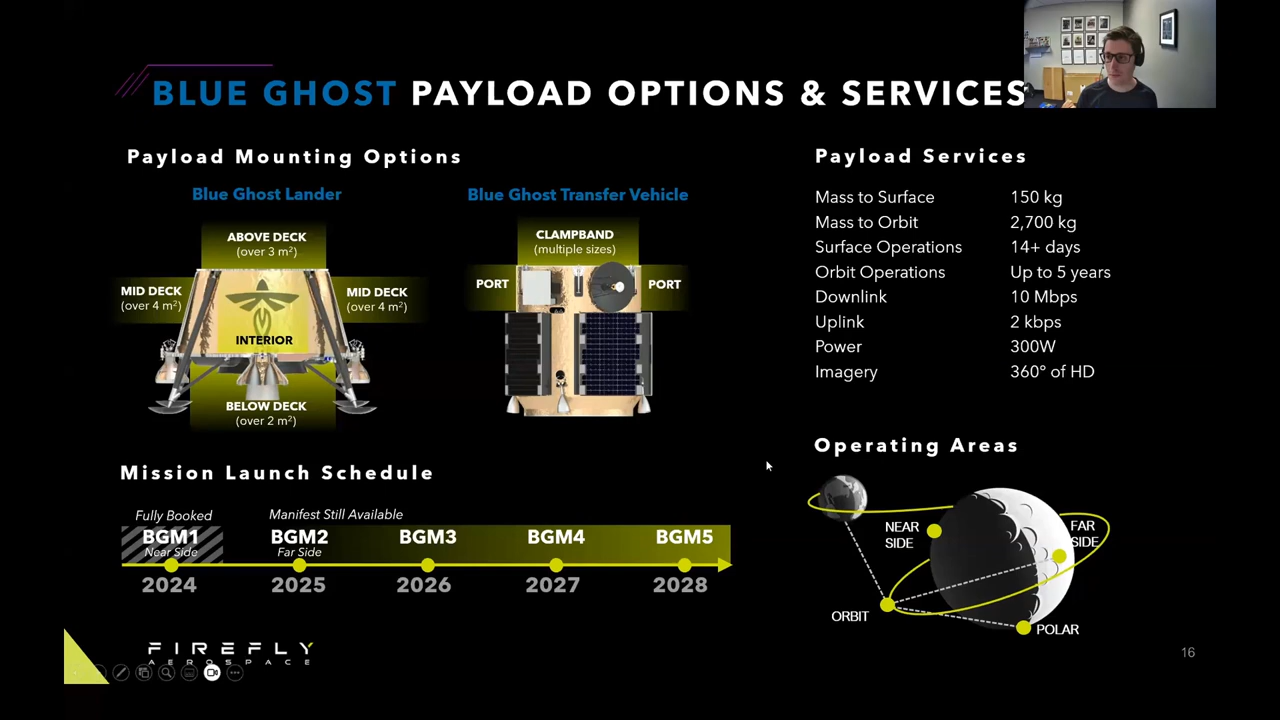 BLUE GHOST PAYLOAD OPTIONS & SERVICES
Payload Mounting Options
Blue Ghost Lander
Blue Ghost Transfer Vehicle
ABOVE DECK
(over 3 m²)
MID DECK
(over 4 m²)
MID DECK
(over 4 m²)
INTERIOR
BELOW DECK
(over 2 m²)
CLAMPBAND
(multiple sizes)
PORT
PORT
Payload Services
Mass to Surface 150 kg
Mass to Orbit 2,700 kg
Surface Operations 14+ days
Orbit Operations Up to 5 years
Downlink 10 Mbps
Uplink 2 kbps
Power 300W
Imagery 360° of HD
Mission Launch Schedule
Fully Booked
Manifest Still Available
BGM1 BGM2 BGM3 BGM4 BGM5
Near Side Far Side
2024 2025 2026 2027 2028
Operating Areas
NEAR
SIDE
FAR
SIDE
ORBIT
POLAR
FIREFLY
AEROSPACE
16